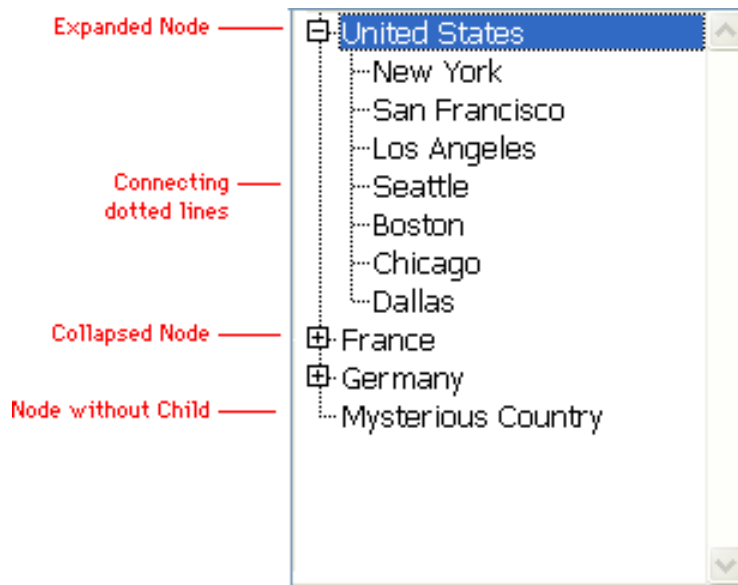 Expanded Node
United States
New York
San Francisco
Los Angeles
Connecting
dotted lines
Seattle
Boston
Chicago
Dallas
Collapsed Node
France
Germany
Node without Child
Mysterious Country